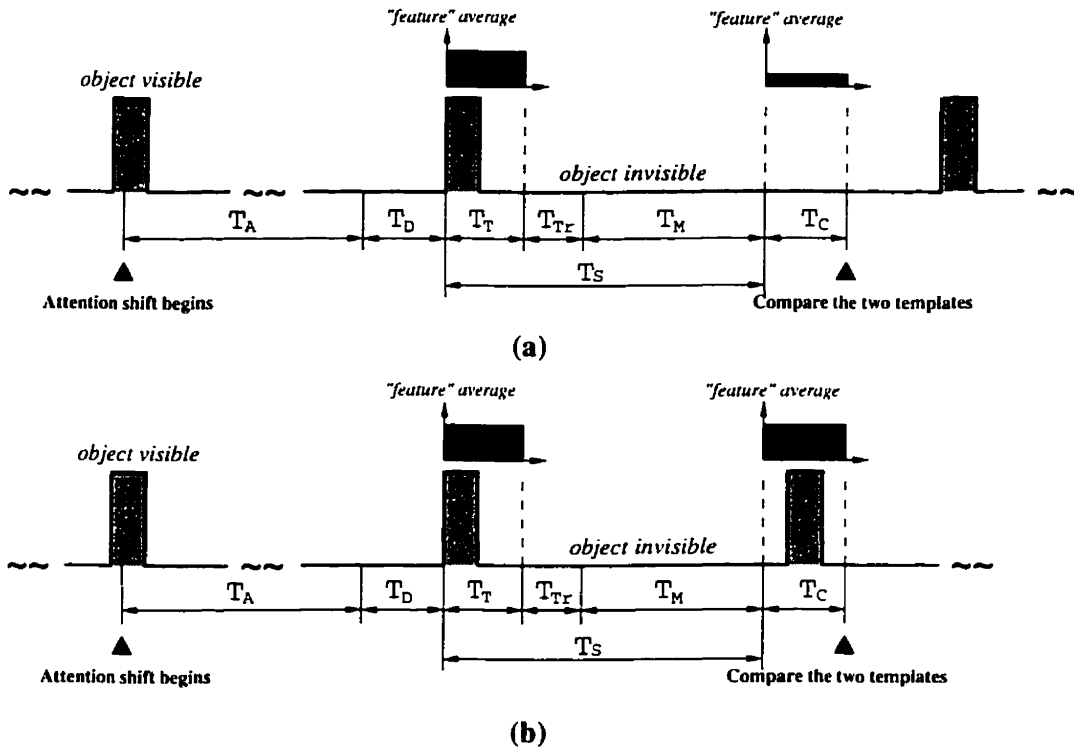 "feature" average
"feature" average
object visible
object invisible
~~ ~~ ~~
T_A T_D T_T T_Tr T_M T_C
T_S
Attention shift begins
Compare the two templates
(a)
"feature" average
"feature" average
object visible
object invisible
~~ ~~ ~~
T_A T_D T_T T_Tr T_M T_C
T_S
Attention shift begins
Compare the two templates
(b)